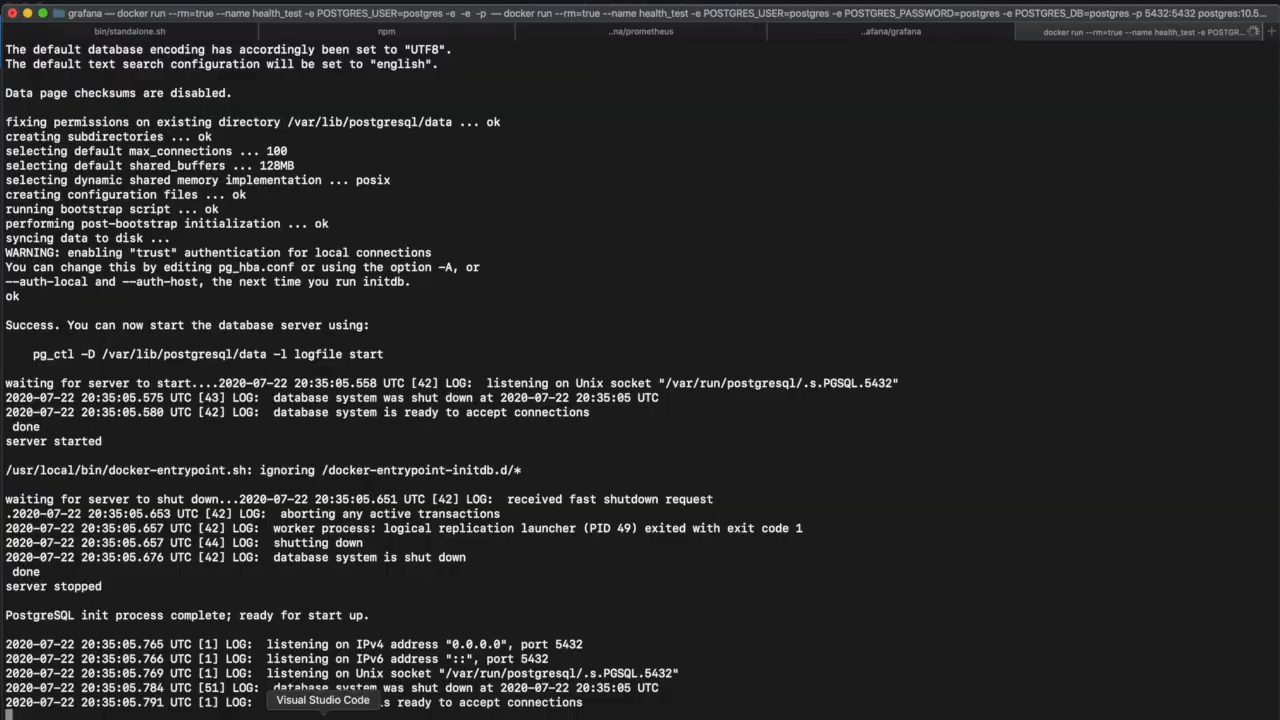 grafana — docker run --rm=true --name health_test -e POSTGRES_USER=postgres -e -e -p — docker run --rm=true --name health_test -e POSTGRES_USER=postgres -e POSTGRES_PASSWORD=postgres -e POSTGRES_DB=postgres -p 5432:5432 postgres:10.5...
bin/standalone.sh
npm
..na/prometheus
..afana/grafana
docker run --rm=true --name health_test -e POSTGR...
The default database encoding has accordingly been set to "UTF8".
The default text search configuration will be set to "english".
Data page checksums are disabled.
fixing permissions on existing directory /var/lib/postgresql/data ... ok
creating subdirectories ... ok
selecting default max_connections ... 100
selecting default shared_buffers ... 128MB
selecting dynamic shared memory implementation ... posix
creating configuration files ... ok
running bootstrap script ... ok
performing post-bootstrap initialization ... ok
syncing data to disk ...
WARNING: enabling "trust" authentication for local connections
You can change this by editing pg_hba.conf or using the option -A, or
--auth-local and --auth-host, the next time you run initdb.
ok
Success. You can now start the database server using:
pg_ctl -D /var/lib/postgresql/data -l logfile start
waiting for server to start....2020-07-22 20:35:05.558 UTC [42] LOG:  listening on Unix socket "/var/run/postgresql/.s.PGSQL.5432"
2020-07-22 20:35:05.575 UTC [43] LOG:  database system was shut down at 2020-07-22 20:35:05 UTC
2020-07-22 20:35:05.580 UTC [42] LOG:  database system is ready to accept connections
done
server started
/usr/local/bin/docker-entrypoint.sh: ignoring /docker-entrypoint-initdb.d/*
waiting for server to shut down...2020-07-22 20:35:05.651 UTC [42] LOG:  received fast shutdown request
.2020-07-22 20:35:05.653 UTC [42] LOG:  aborting any active transactions
2020-07-22 20:35:05.657 UTC [42] LOG:  worker process: logical replication launcher (PID 49) exited with exit code 1
2020-07-22 20:35:05.657 UTC [44] LOG:  shutting down
2020-07-22 20:35:05.676 UTC [42] LOG:  database system is shut down
done
server stopped
PostgreSQL init process complete; ready for start up.
2020-07-22 20:35:05.765 UTC [1] LOG:  listening on IPv4 address "0.0.0.0", port 5432
2020-07-22 20:35:05.766 UTC [1] LOG:  listening on IPv6 address "::", port 5432
2020-07-22 20:35:05.769 UTC [1] LOG:  listening on Unix socket "/var/run/postgresql/.s.PGSQL.5432"
2020-07-22 20:35:05.784 UTC [51] LOG:  database system was shut down at 2020-07-22 20:35:05 UTC
2020-07-22 20:35:05.791 UTC [1] LOG: s ready to accept connections
Visual Studio Code